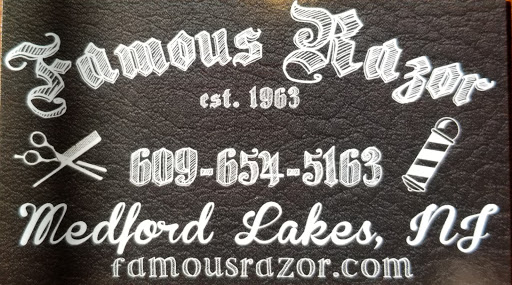 Famous Razor
est. 1963
609-654-5163
Medford Lakes, NJ
famousrazor.com